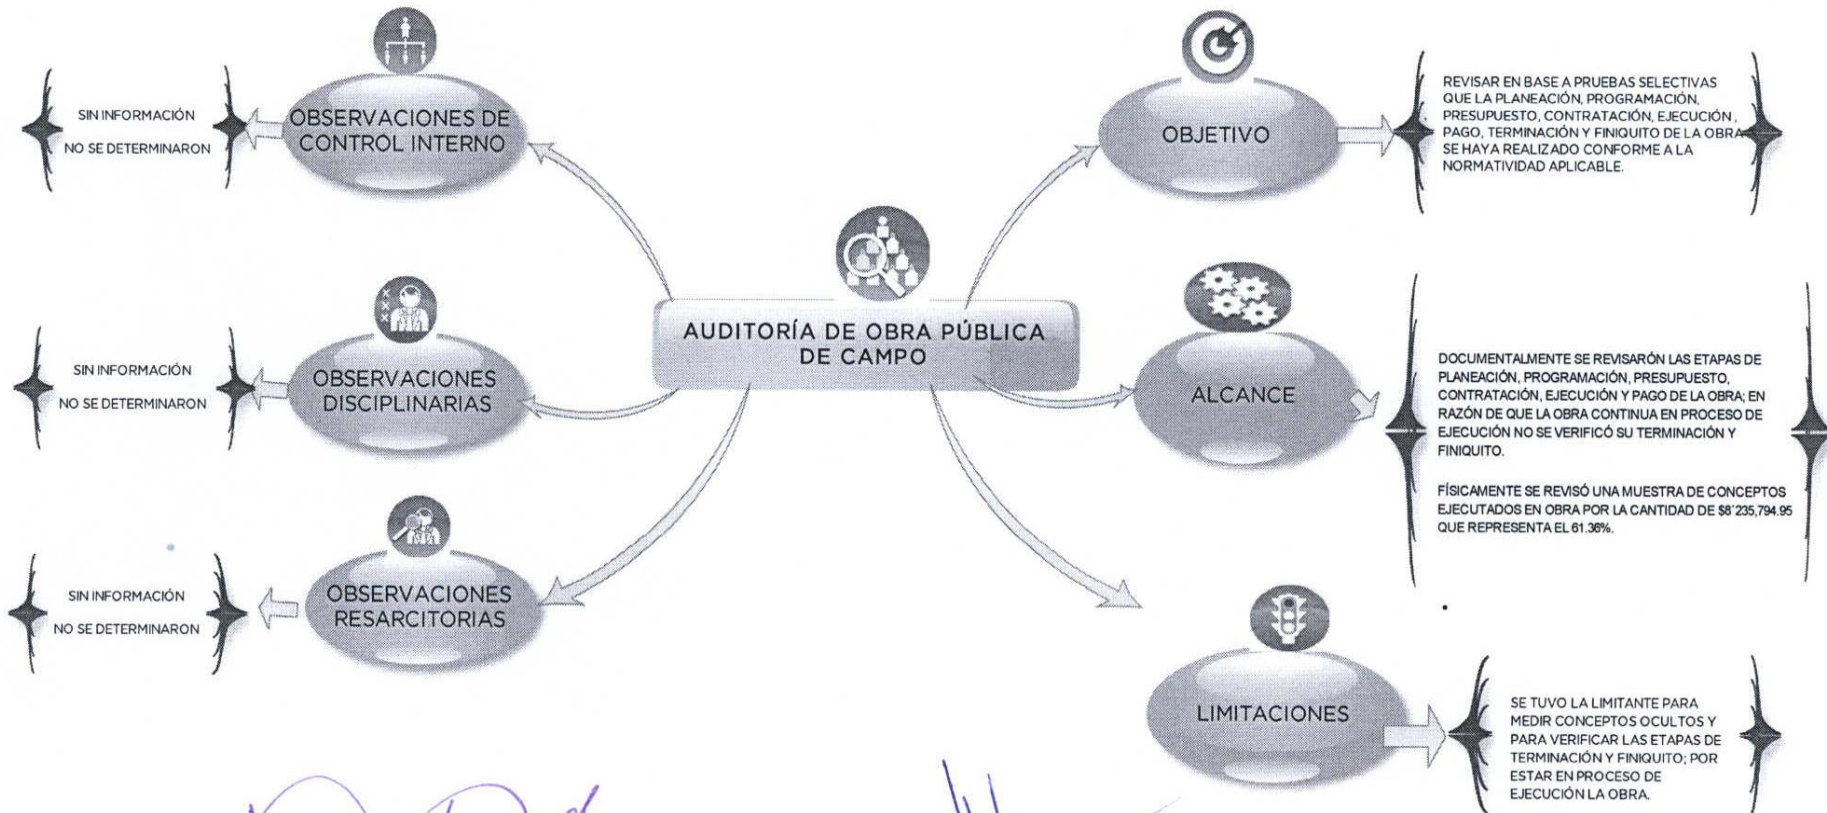 OBSERVACIONES DE
CONTROL INTERNO
SIN INFORMACIÓN
NO SE DETERMINARON
OBSERVACIONES
DISCIPLINARIAS
SIN INFORMACIÓN
NO SE DETERMINARON
OBSERVACIONES
RESARCITORIAS
SIN INFORMACIÓN
NO SE DETERMINARON
AUDITORÍA DE OBRA PÚBLICA
DE CAMPO
OBJETIVO
REVISAR EN BASE A PRUEBAS SELECTIVAS
QUE LA PLANEACIÓN, PROGRAMACIÓN,
PRESUPUESTO, CONTRATACIÓN, EJECUCIÓN ,
PAGO, TERMINACIÓN Y FINIQUITO DE LA OBRA
SE HAYA REALIZADO CONFORME A LA
NORMATIVIDAD APLICABLE.
ALCANCE
DOCUMENTALMENTE SE REVISARÓN LAS ETAPAS DE
PLANEACIÓN, PROGRAMACIÓN, PRESUPUESTO,
CONTRATACIÓN, EJECUCIÓN Y PAGO DE LA OBRA; EN
RAZÓN DE QUE LA OBRA CONTINUA EN PROCESO DE
EJECUCIÓN NO SE VERIFICÓ SU TERMINACIÓN Y
FINIQUITO.
FÍSICAMENTE SE REVISÓ UNA MUESTRA DE CONCEPTOS
EJECUTADOS EN OBRA POR LA CANTIDAD DE $8'235,794.95
QUE REPRESENTA EL 61.36%.
LIMITACIONES
SE TUVO LA LIMITANTE PARA
MEDIR CONCEPTOS OCULTOS Y
PARA VERIFICAR LAS ETAPAS DE
TERMINACIÓN Y FINIQUITO; POR
ESTAR EN PROCESO DE
EJECUCIÓN LA OBRA.